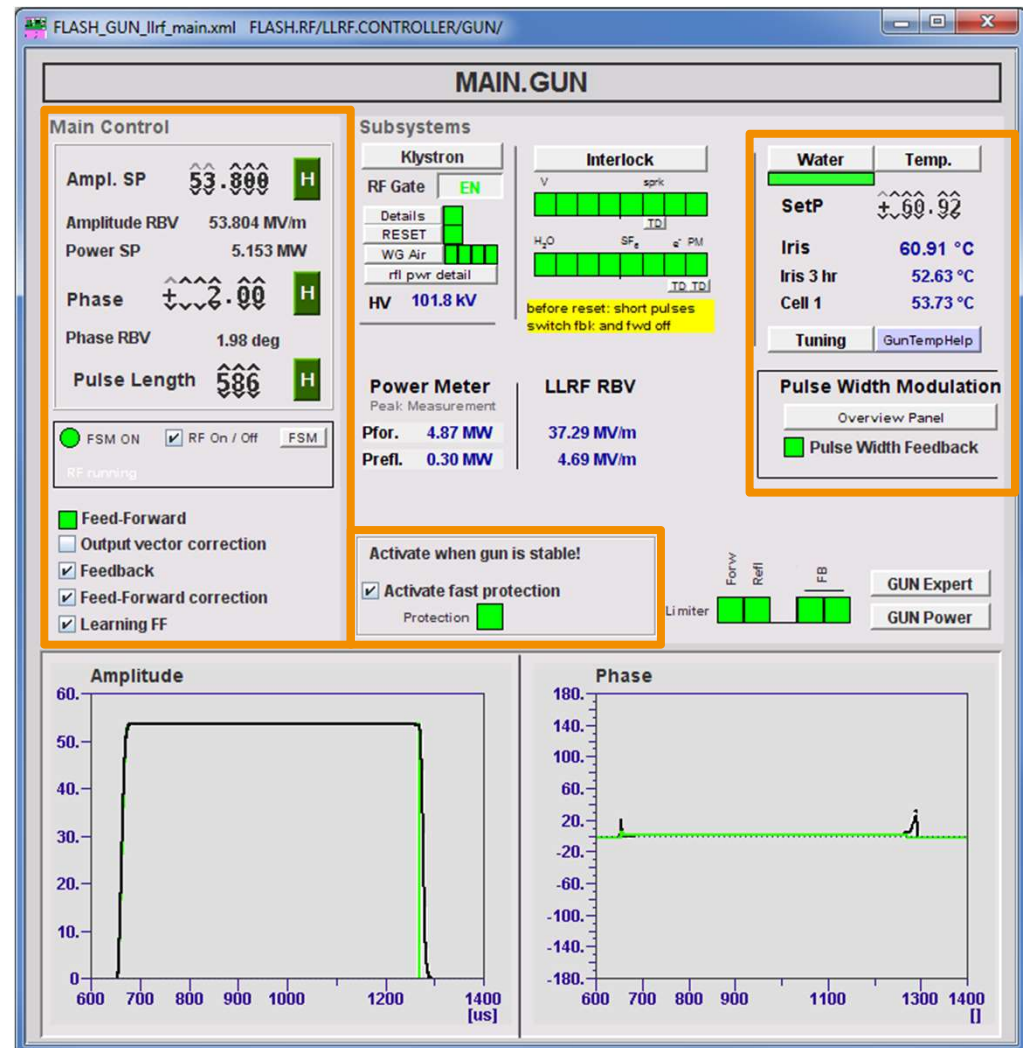 FLASH_GUN_llrf_main.xml FLASH.RF/LLRF.CONTROLLER/GUN/
MAIN.GUN
Main Control
Ampl. SP 53.800 H
Amplitude RBV 53.804 MV/m
Power SP 5.153 MW
Phase ± 2.00 H
Phase RBV 1.98 deg
Pulse Length 586 H
FSM ON RF On / Off FSM
RF running
Feed-Forward
Output vector correction
Feedback
Feed-Forward correction
Learning FF
Subsystems
Klystron
RF Gate EN
Details
RESET
WG Air
rfl pwr detail
HV 101.8 kV
Interlock
V sprk
TD
H₂O SF₆ e⁻ PM
TD TD
before reset: short pulses
switch fbk and fwd off
Power Meter LLRF RBV
Peak Measurement
Pfor. 4.87 MW 37.29 MV/m
Prefl. 0.30 MW 4.69 MV/m
Water Temp.
SetP ± 60.92
Iris 60.91 °C
Iris 3 hr 52.63 °C
Cell 1 53.73 °C
Tuning GunTempHelp
Pulse Width Modulation
Overview Panel
Pulse Width Feedback
Activate when gun is stable!
Activate fast protection
Protection
Limiter Forw Refl FB
GUN Expert
GUN Power
Amplitude
60.
50.
40.
30.
20.
10.
0
600 700 800 900 1000 1200 1400
[us]
Phase
180.
140.
100.
60.
20.
-20.
-60.
-100.
-140.
-180.
600 700 800 900 1100 1300 1400
[]